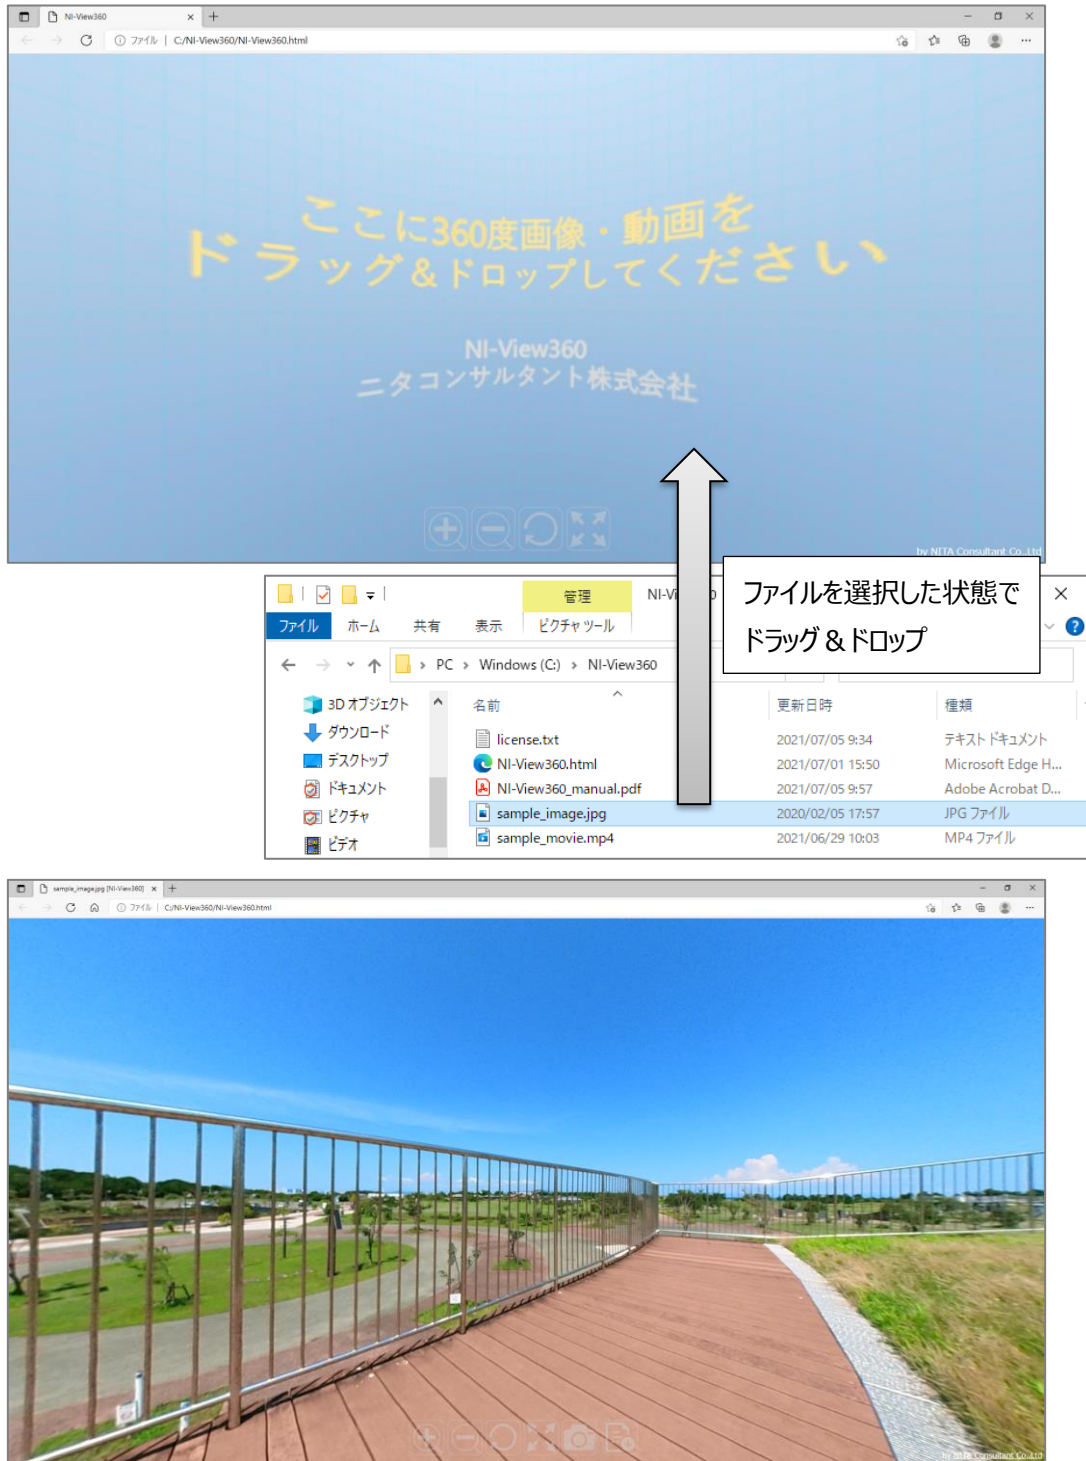 NI-View360
ファイル | C:/NI-View360/NI-View360.html
ここに360度画像・動画を
ドラッグ&ドロップしてください
NI-View360
ニタコンサルタント株式会社
by NITA Consultant Co.,Ltd
ファイルを選択した状態で
ドラッグ&ドロップ
管理
ファイル ホーム 共有 表示 ピクチャ ツール
PC > Windows (C:) > NI-View360
名前 更新日時 種類
3D オブジェクト
ダウンロード
デスクトップ
ドキュメント
ピクチャ
ビデオ
license.txt 2021/07/05 9:34 テキスト ドキュメント
NI-View360.html 2021/07/01 15:50 Microsoft Edge H...
NI-View360_manual.pdf 2021/07/05 9:57 Adobe Acrobat D...
sample_image.jpg 2020/02/05 17:57 JPG ファイル
sample_movie.mp4 2021/06/29 10:03 MP4 ファイル
sample_image.jpg [NI-View360]
ファイル | C:/NI-View360/NI-View360.html
by NITA Consultant Co.,Ltd